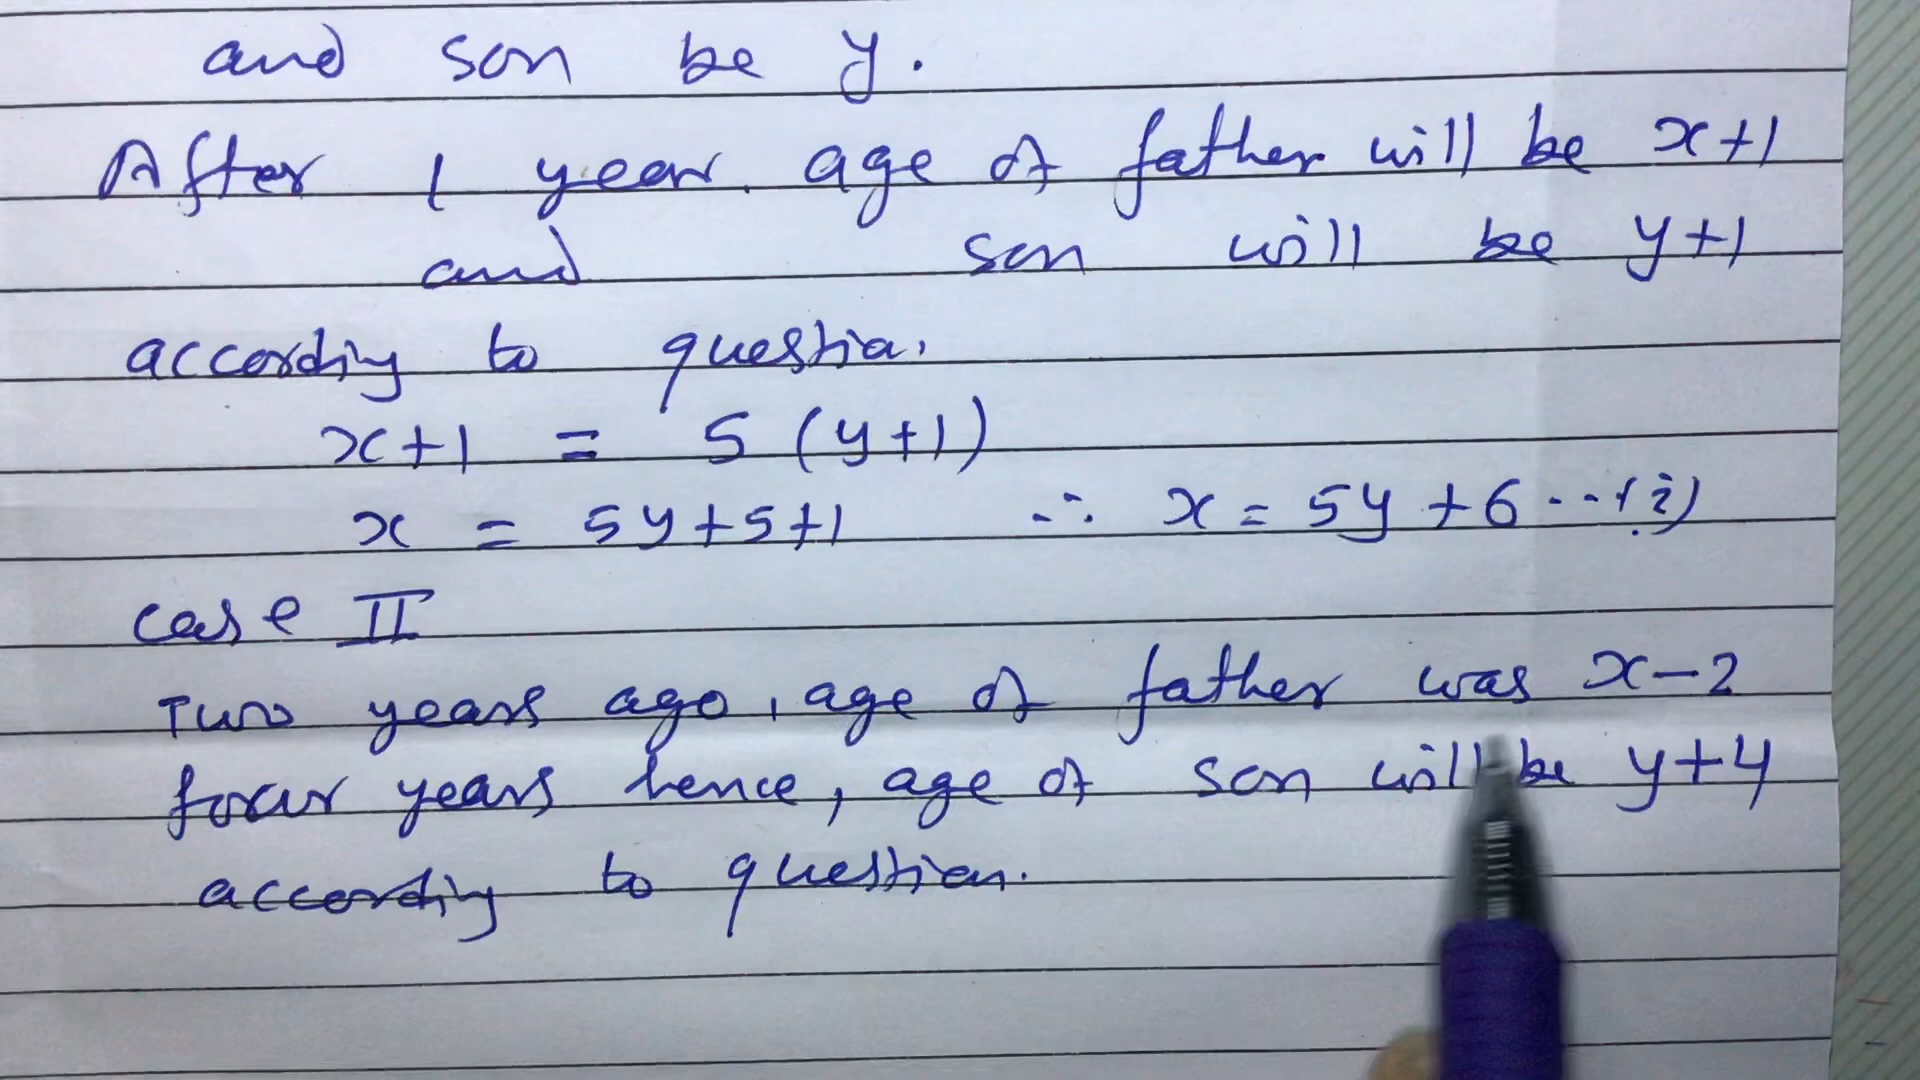 and son be y.
After 1 year. age of father will be x+1
and son will be y+1
according to questia.
x+1 = 5 (y+1)
x = 5y+5+1 ∴ x = 5y+6 --(i)
case II
Two years ago, age of father was x-2
four years hence, age of son will be y+4
according to question.